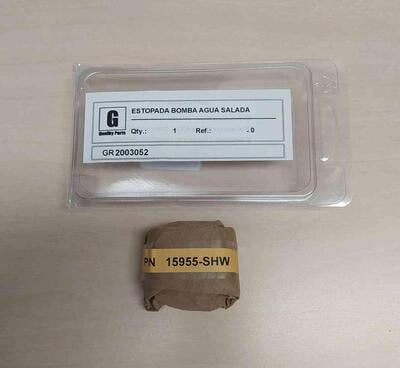 ESTOPADA BOMBA AGUA SALADA
G
Quality Parts
Qty.: 1 Ref.: - 0
GR 2003052
PN 15955-SHW